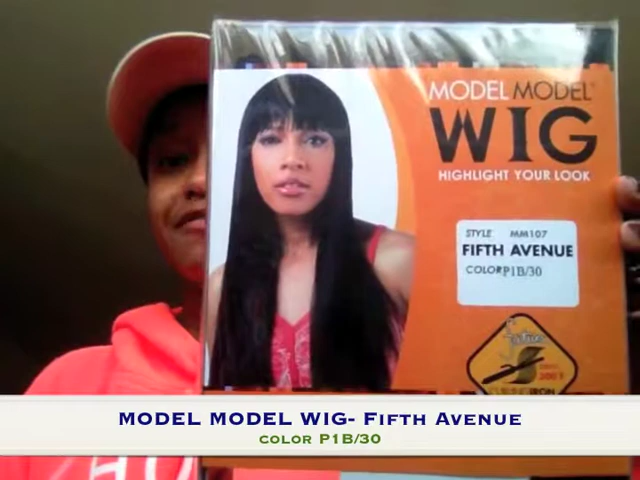 MODEL MODEL
WIG
HIGHLIGHT YOUR LOOK
STYLE MM107
FIFTH AVENUE
COLOR P1B/30
MODEL MODEL WIG- FIFTH AVENUE
COLOR P1B/30